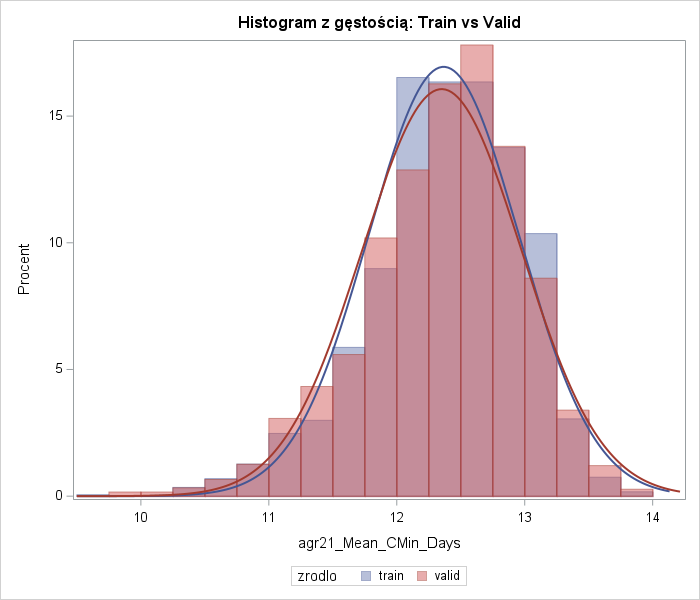 Histogram z gęstością: Train vs Valid
Procent
15
10
5
0
10 11 12 13 14
agr21_Mean_CMin_Days
zrodlo train valid